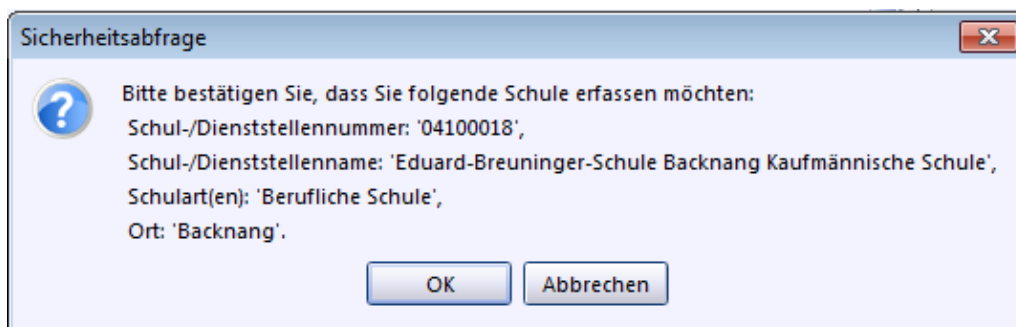 Sicherheitsabfrage
Bitte bestätigen Sie, dass Sie folgende Schule erfassen möchten:
Schul-/Dienststellennummer: '04100018',
Schul-/Dienststellenname: 'Eduard-Breuninger-Schule Backnang Kaufmännische Schule',
Schulart(en): 'Berufliche Schule',
Ort: 'Backnang'.
OK Abbrechen